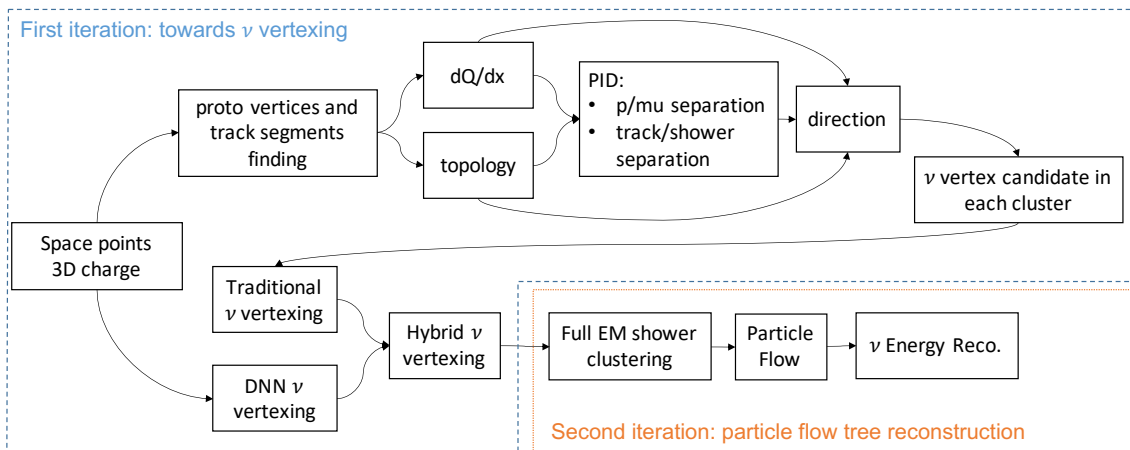 First iteration: towards ν vertexing
proto vertices and
track segments
finding
dQ/dx
topology
PID:
• p/mu separation
• track/shower
separation
direction
ν vertex candidate in
each cluster
Space points
3D charge
Traditional
ν vertexing
DNN ν
vertexing
Hybrid ν
vertexing
Full EM shower
clustering
Particle
Flow
ν Energy Reco.
Second iteration: particle flow tree reconstruction